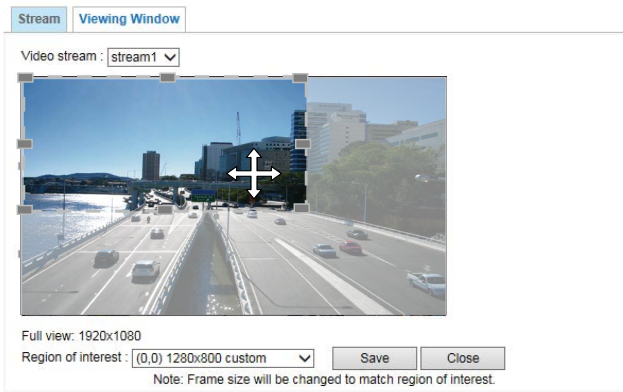 Stream Viewing Window
Video stream : stream1
Full view: 1920x1080
Region of interest : (0,0) 1280x800 custom Save Close
Note: Frame size will be changed to match region of interest.